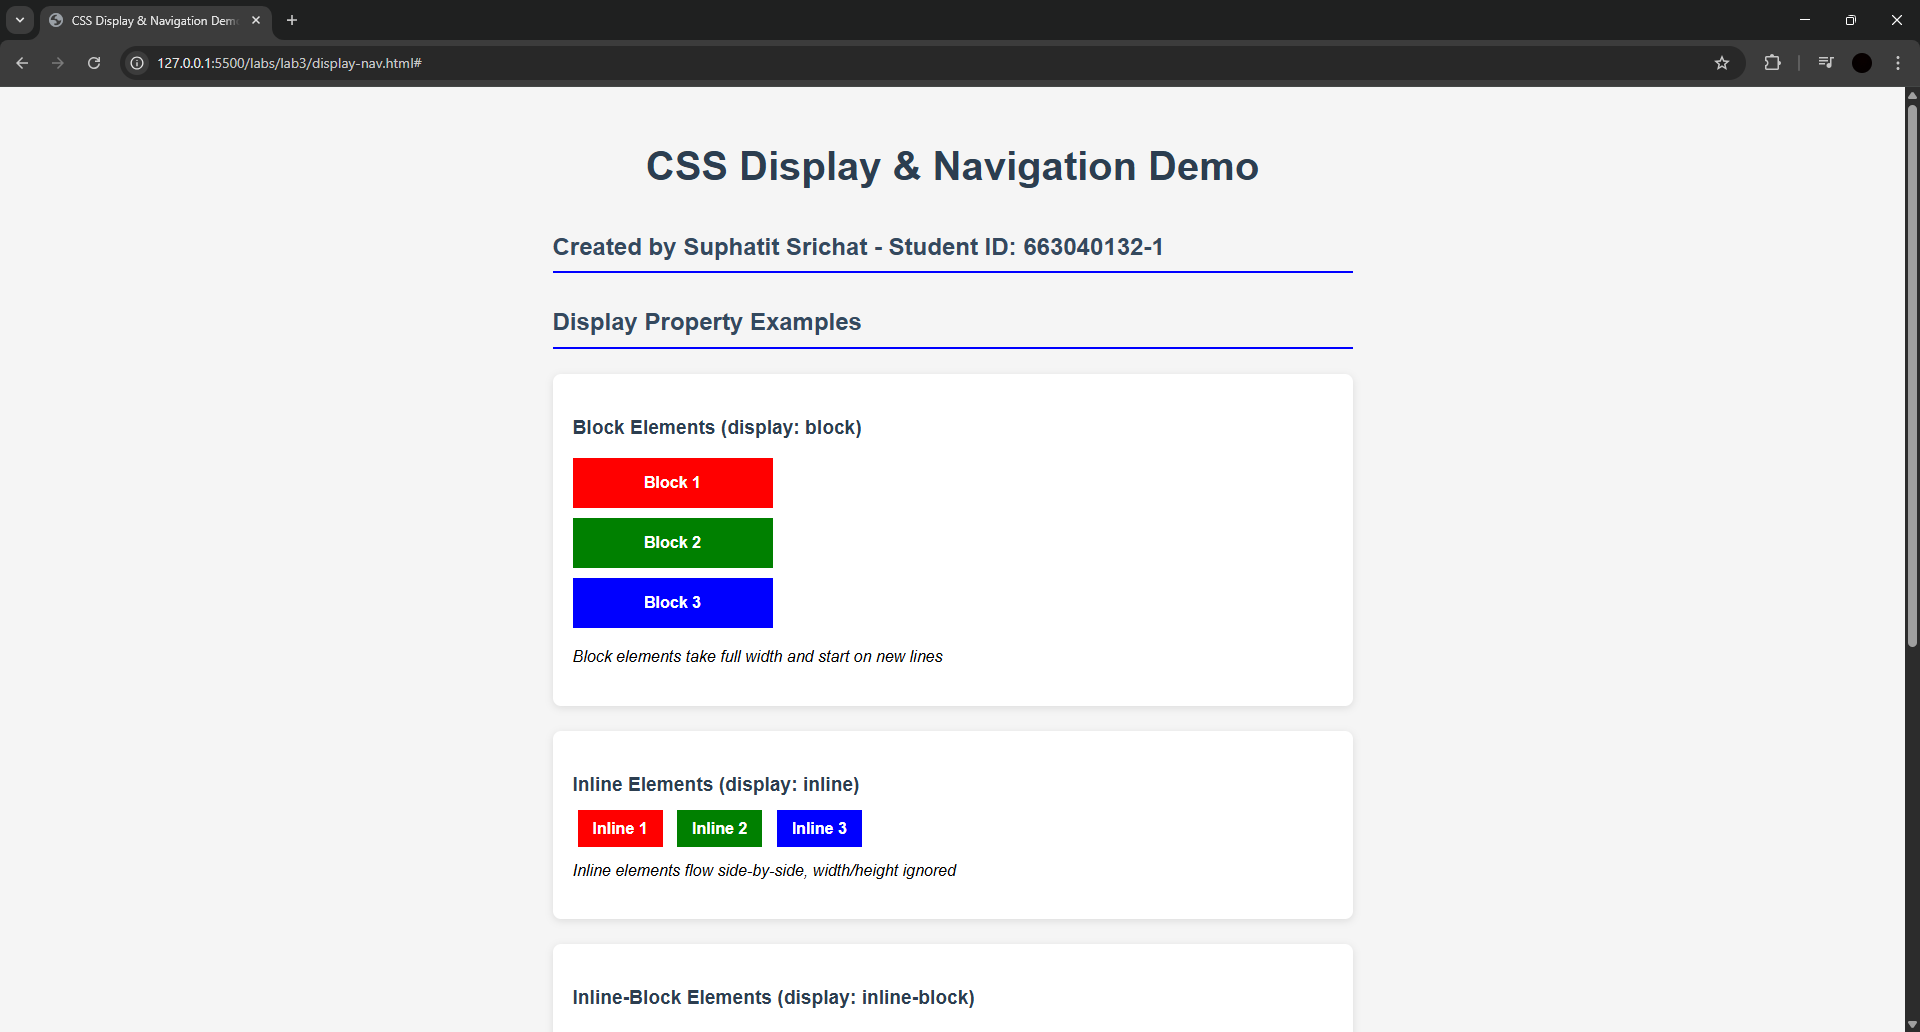 CSS Display & Navigation Dem
127.0.0.1:5500/labs/lab3/display-nav.html#
CSS Display & Navigation Demo
Created by Suphatit Srichat - Student ID: 663040132-1
Display Property Examples
Block Elements (display: block)
Block 1
Block 2
Block 3
Block elements take full width and start on new lines
Inline Elements (display: inline)
Inline 1 Inline 2 Inline 3
Inline elements flow side-by-side, width/height ignored
Inline-Block Elements (display: inline-block)